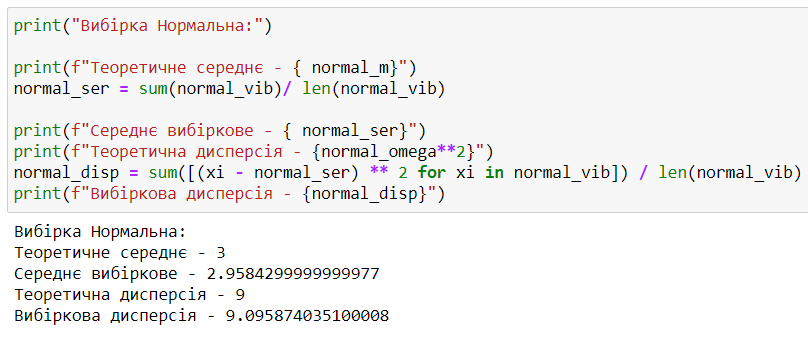 print("Вибірка Нормальна:")
print(f"Теоретичне середнє - { normal_m}")
normal_ser = sum(normal_vib)/ len(normal_vib)
print(f"Середнє вибіркове - { normal_ser}")
print(f"Теоретична дисперсія - {normal_omega**2}")
normal_disp = sum([(xi - normal_ser) ** 2 for xi in normal_vib]) / len(normal_vib)
print(f"Вибіркова дисперсія - {normal_disp}")
Вибірка Нормальна:
Теоретичне середнє - 3
Середнє вибіркове - 2.9584299999999977
Теоретична дисперсія - 9
Вибіркова дисперсія - 9.095874035100008